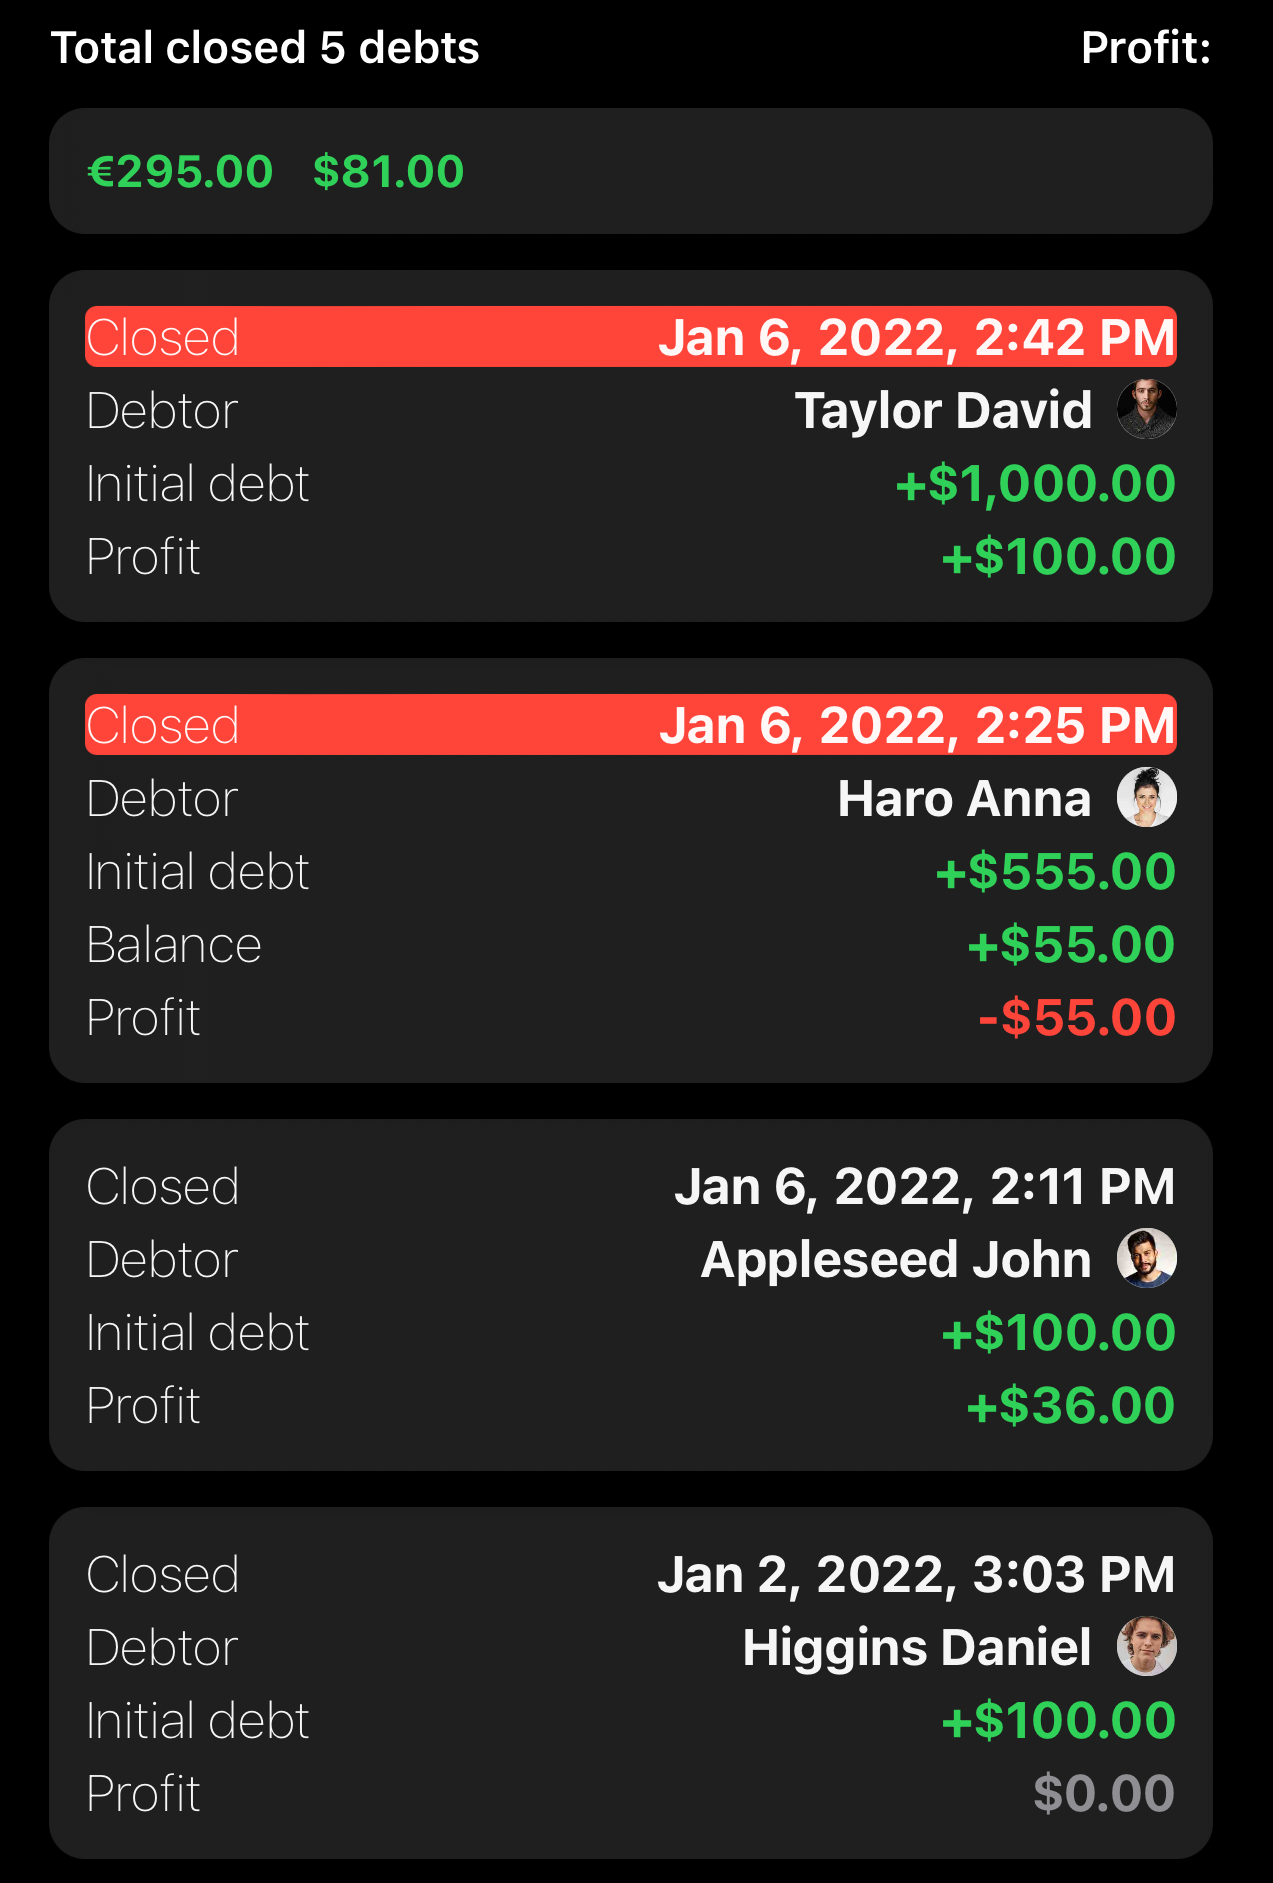 Total closed 5 debts Profit:
€295.00 $81.00
Closed Jan 6, 2022, 2:42 PM
Debtor Taylor David
Initial debt +$1,000.00
Profit +$100.00
Closed Jan 6, 2022, 2:25 PM
Debtor Haro Anna
Initial debt +$555.00
Balance +$55.00
Profit -$55.00
Closed Jan 6, 2022, 2:11 PM
Debtor Appleseed John
Initial debt +$100.00
Profit +$36.00
Closed Jan 2, 2022, 3:03 PM
Debtor Higgins Daniel
Initial debt +$100.00
Profit $0.00